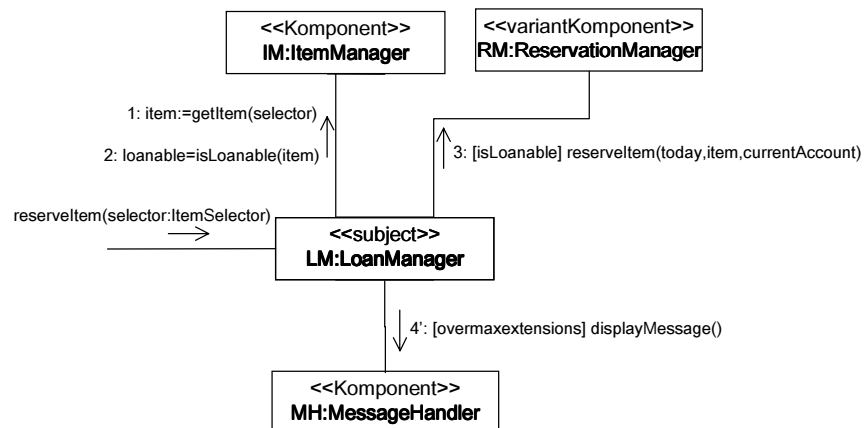 <<Komponent>>
IM:ItemManager
<<variantKomponent>>
RM:ReservationManager
1: item:=getItem(selector)
2: loanable=isLoanable(item)
3: [isLoanable] reserveItem(today,item,currentAccount)
reserveItem(selector:ItemSelector)
<<subject>>
LM:LoanManager
4': [overmaxextensions] displayMessage()
<<Komponent>>
MH:MessageHandler